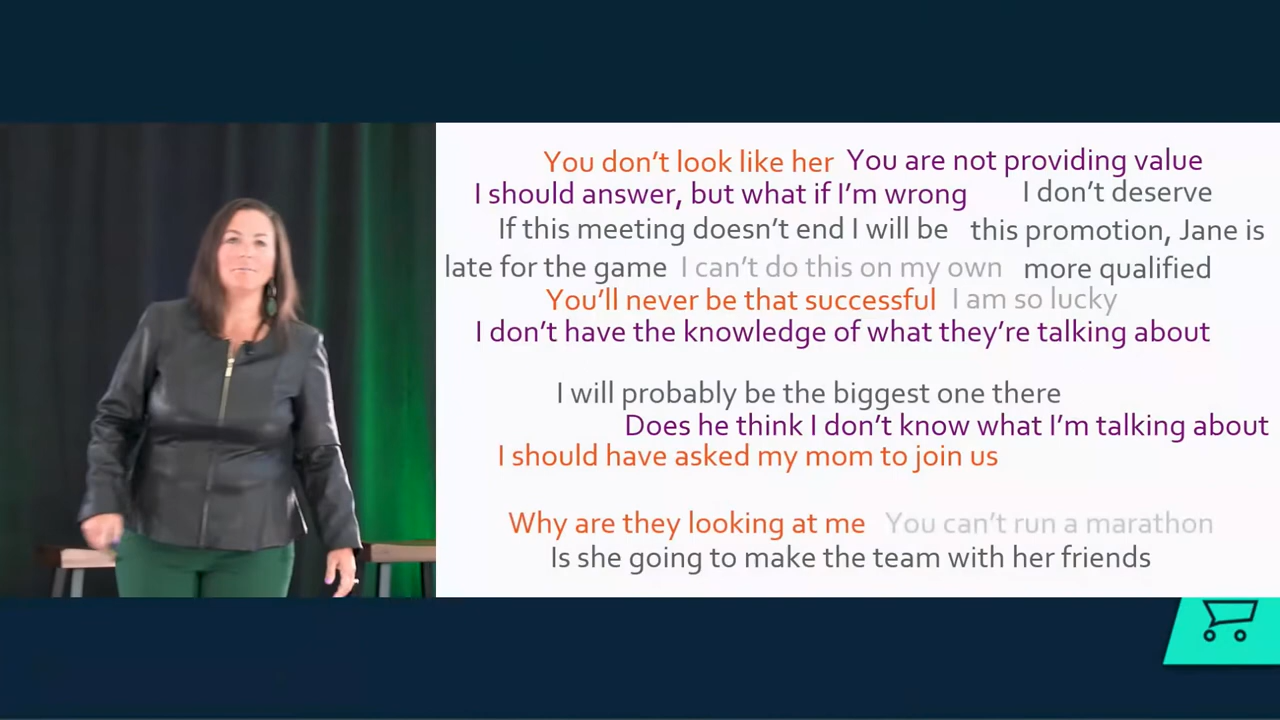 You don't look like her You are not providing value
I should answer, but what if I'm wrong I don't deserve
If this meeting doesn't end I will be this promotion, Jane is
late for the game I can't do this on my own more qualified
You'll never be that successful I am so lucky
I don't have the knowledge of what they're talking about
I will probably be the biggest one there
Does he think I don't know what I'm talking about
I should have asked my mom to join us
Why are they looking at me You can't run a marathon
Is she going to make the team with her friends